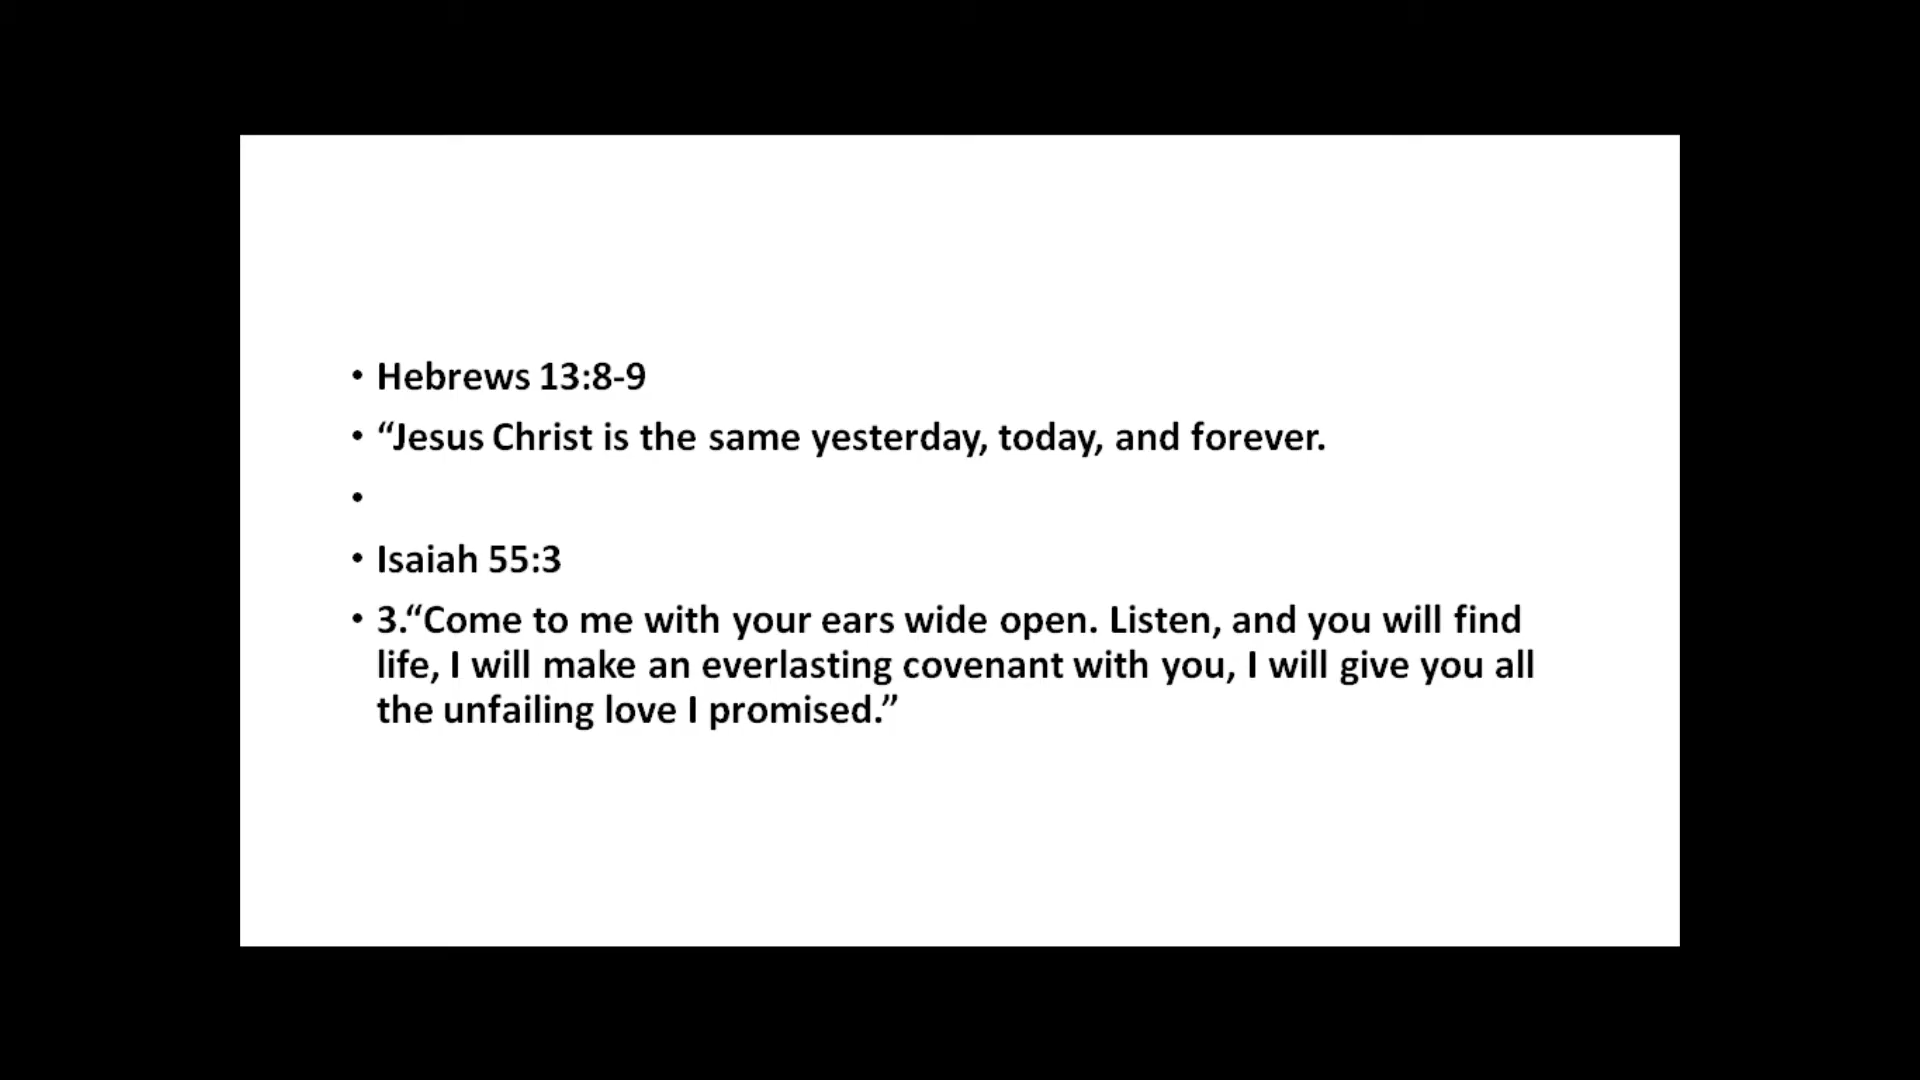 • Hebrews 13:8-9
• “Jesus Christ is the same yesterday, today, and forever.
•
• Isaiah 55:3
• 3.“Come to me with your ears wide open. Listen, and you will find
life, I will make an everlasting covenant with you, I will give you all
the unfailing love I promised.”